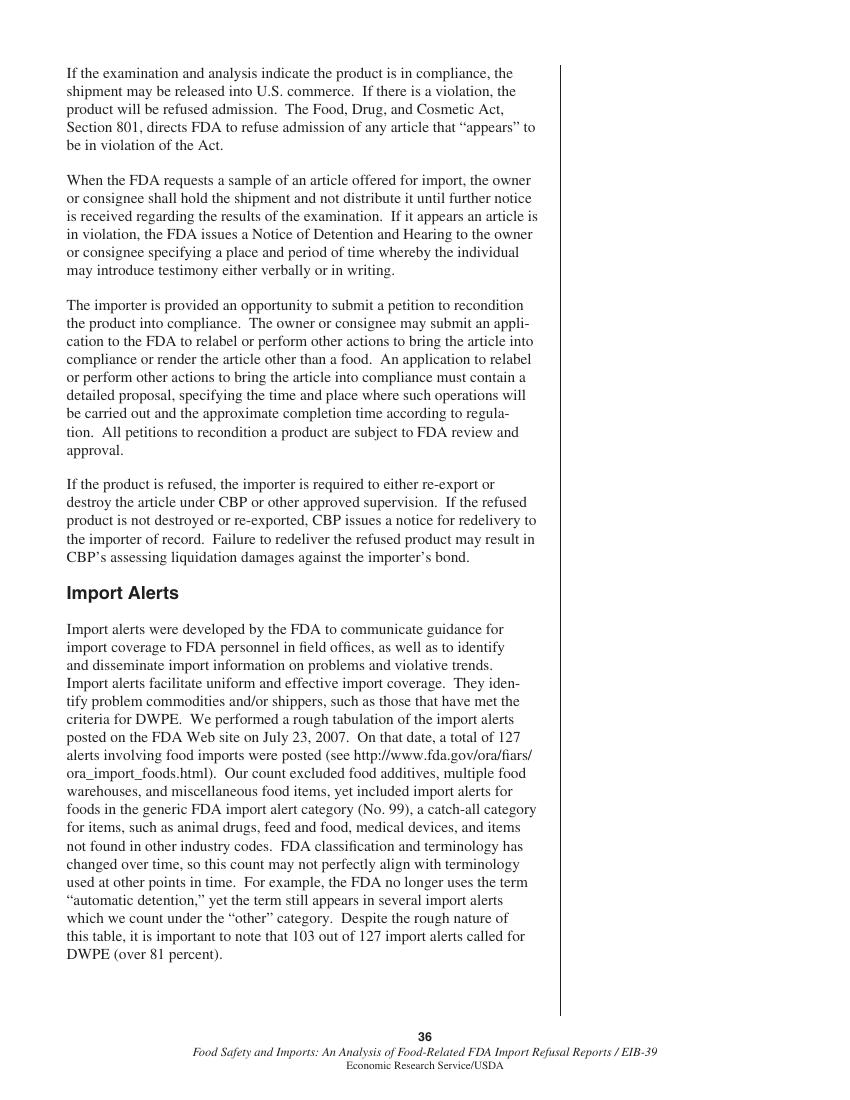 If the examination and analysis indicate the product is in compliance, the
shipment may be released into U.S. commerce.  If there is a violation, the
product will be refused admission.  The Food, Drug, and Cosmetic Act,
Section 801, directs FDA to refuse admission of any article that “appears” to
be in violation of the Act.
When the FDA requests a sample of an article offered for import, the owner
or consignee shall hold the shipment and not distribute it until further notice
is received regarding the results of the examination.  If it appears an article is
in violation, the FDA issues a Notice of Detention and Hearing to the owner
or consignee specifying a place and period of time whereby the individual
may introduce testimony either verbally or in writing.
The importer is provided an opportunity to submit a petition to recondition
the product into compliance.  The owner or consignee may submit an appli-
cation to the FDA to relabel or perform other actions to bring the article into
compliance or render the article other than a food.  An application to relabel
or perform other actions to bring the article into compliance must contain a
detailed proposal, specifying the time and place where such operations will
be carried out and the approximate completion time according to regula-
tion.  All petitions to recondition a product are subject to FDA review and
approval.
If the product is refused, the importer is required to either re-export or
destroy the article under CBP or other approved supervision.  If the refused
product is not destroyed or re-exported, CBP issues a notice for redelivery to
the importer of record.  Failure to redeliver the refused product may result in
CBP’s assessing liquidation damages against the importer’s bond.
Import Alerts
Import alerts were developed by the FDA to communicate guidance for
import coverage to FDA personnel in field offices, as well as to identify
and disseminate import information on problems and violative trends.
Import alerts facilitate uniform and effective import coverage.  They iden-
tify problem commodities and/or shippers, such as those that have met the
criteria for DWPE.  We performed a rough tabulation of the import alerts
posted on the FDA Web site on July 23, 2007.  On that date, a total of 127
alerts involving food imports were posted (see http://www.fda.gov/ora/fiars/
ora_import_foods.html).  Our count excluded food additives, multiple food
warehouses, and miscellaneous food items, yet included import alerts for
foods in the generic FDA import alert category (No. 99), a catch-all category
for items, such as animal drugs, feed and food, medical devices, and items
not found in other industry codes.  FDA classification and terminology has
changed over time, so this count may not perfectly align with terminology
used at other points in time.  For example, the FDA no longer uses the term
“automatic detention,” yet the term still appears in several import alerts
which we count under the “other” category.  Despite the rough nature of
this table, it is important to note that 103 out of 127 import alerts called for
DWPE (over 81 percent).
36
Food Safety and Imports: An Analysis of Food-Related FDA Import Refusal Reports / EIB-39
Economic Research Service/USDA